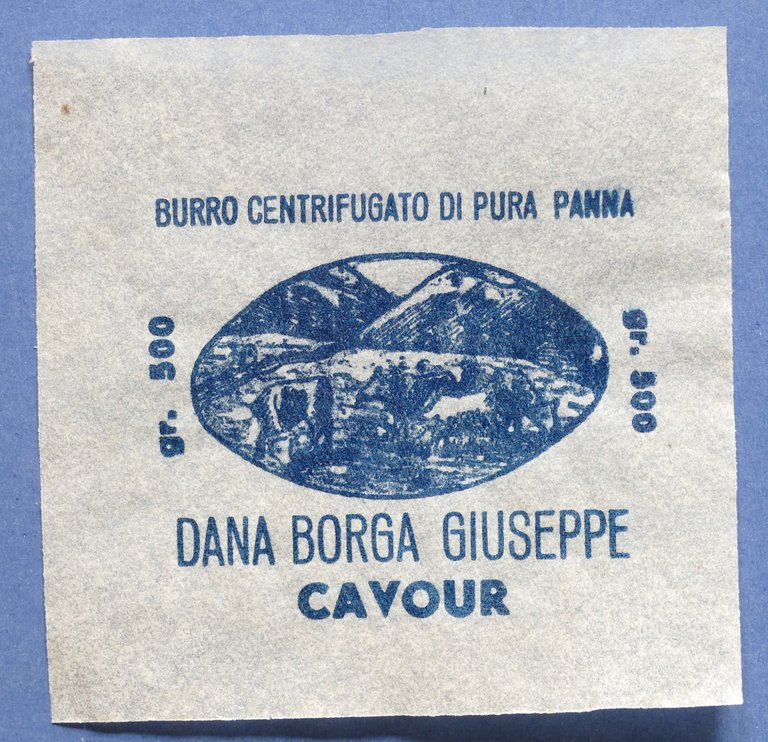 BURRO CENTRIFUGATO DI PURA PANNA
gr. 500
gr. 500
DANA BORGA GIUSEPPE
CAVOUR